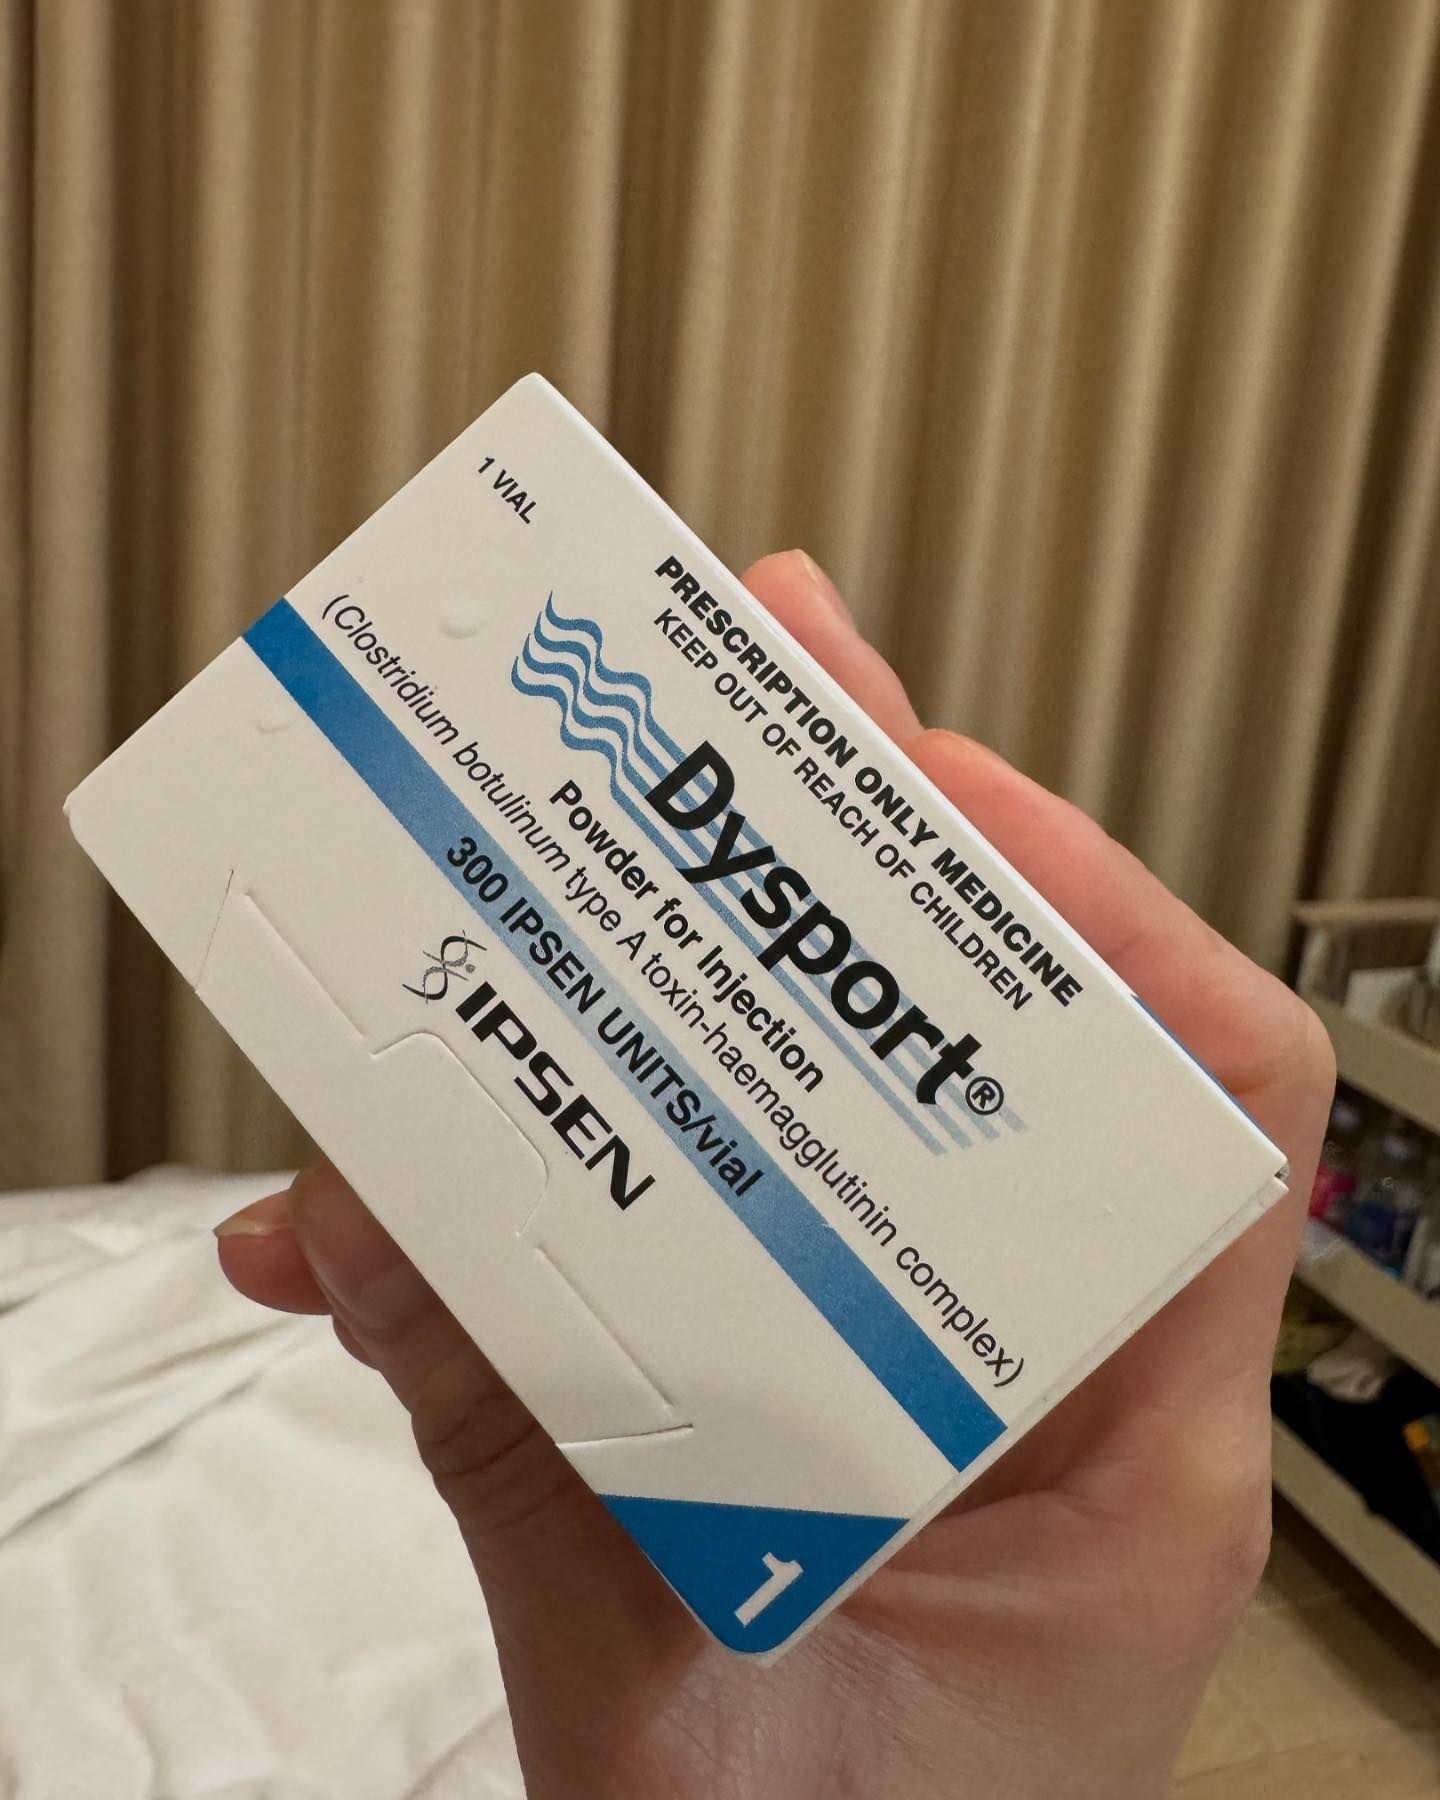 1 VIAL
PRESCRIPTION ONLY MEDICINE
KEEP OUT OF REACH OF CHILDREN
Dysport®
Powder for Injection
(Clostridium botulinum type A toxin-haemagglutinin complex)
300 IPSEN UNITS/vial
IPSEN
1